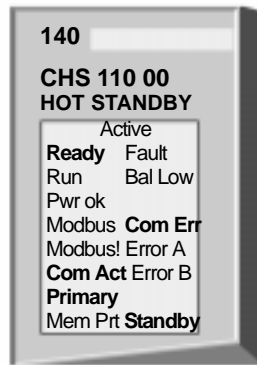 140
CHS 110 00
HOT STANDBY
Active
Ready Fault
Run Bal Low
Pwr ok
Modbus Com Err
Modbus! Error A
Com Act Error B
Primary
Mem Prt Standby